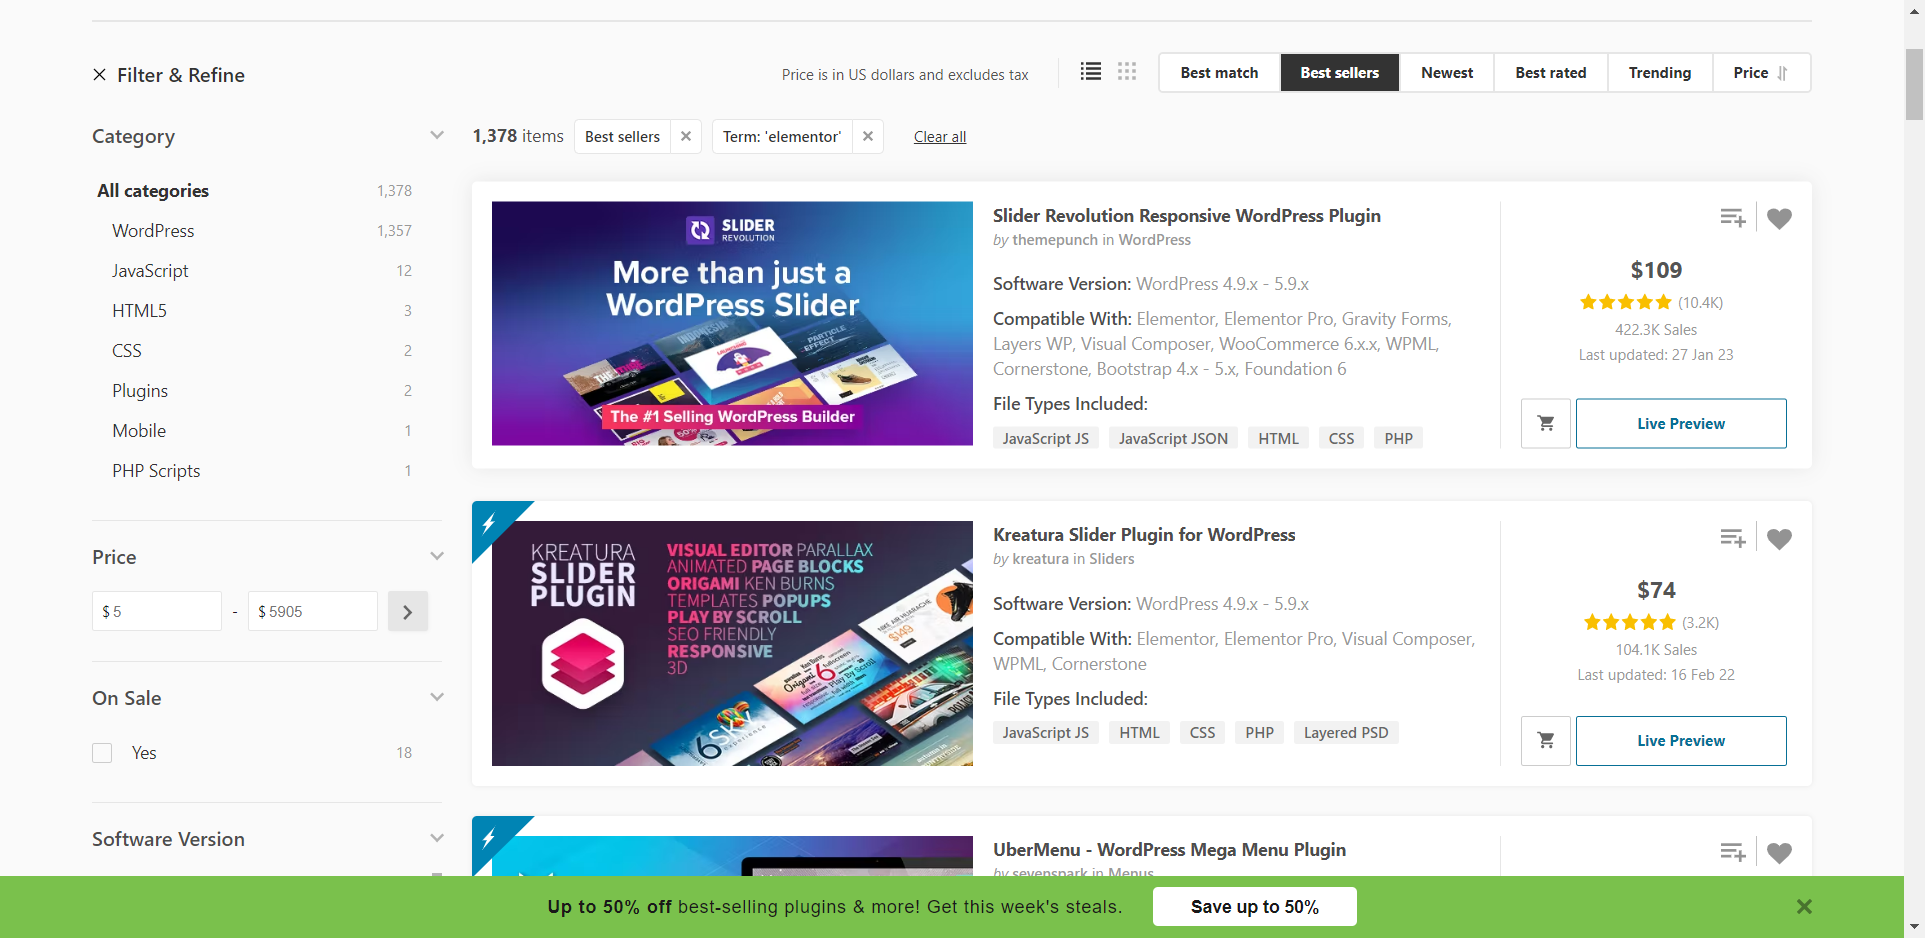 Filter & Refine
Price is in US dollars and excludes tax
Best match
Best sellers
Newest
Best rated
Trending
Price
Category
1,378 items
Best sellers
Term: 'elementor'
Clear all
All categories 1,378
WordPress 1,357
JavaScript 12
HTML5 3
CSS 2
Plugins 2
Mobile 1
PHP Scripts 1
Price
$ 5 - $ 5905
On Sale
Yes 18
Software Version
SLIDER
REVOLUTION
More than just a
WordPress Slider
The #1 Selling WordPress Builder
Slider Revolution Responsive WordPress Plugin
by themepunch in WordPress
Software Version: WordPress 4.9.x - 5.9.x
Compatible With: Elementor, Elementor Pro, Gravity Forms,
Layers WP, Visual Composer, WooCommerce 6.x.x, WPML,
Cornerstone, Bootstrap 4.x - 5.x, Foundation 6
File Types Included:
JavaScript JS JavaScript JSON HTML CSS PHP
$109
(10.4K)
422.3K Sales
Last updated: 27 Jan 23
Live Preview
KREATURA
SLIDER
PLUGIN
VISUAL EDITOR PARALLAX
ANIMATED PAGE BLOCKS
ORIGAMI KEN BURNS
TEMPLATES POPUPS
PLAY BY SCROLL
SEO FRIENDLY
RESPONSIVE
3D
NIKE AIR HUARACHE
$149
6SKY
experience
Kreatura Slider Plugin for WordPress
by kreatura in Sliders
Software Version: WordPress 4.9.x - 5.9.x
Compatible With: Elementor, Elementor Pro, Visual Composer,
WPML, Cornerstone
File Types Included:
JavaScript JS HTML CSS PHP Layered PSD
$74
(3.2K)
104.1K Sales
Last updated: 16 Feb 22
Live Preview
UberMenu - WordPress Mega Menu Plugin
by sevenspark in Menus
Up to 50% off best-selling plugins & more! Get this week's steals.
Save up to 50%